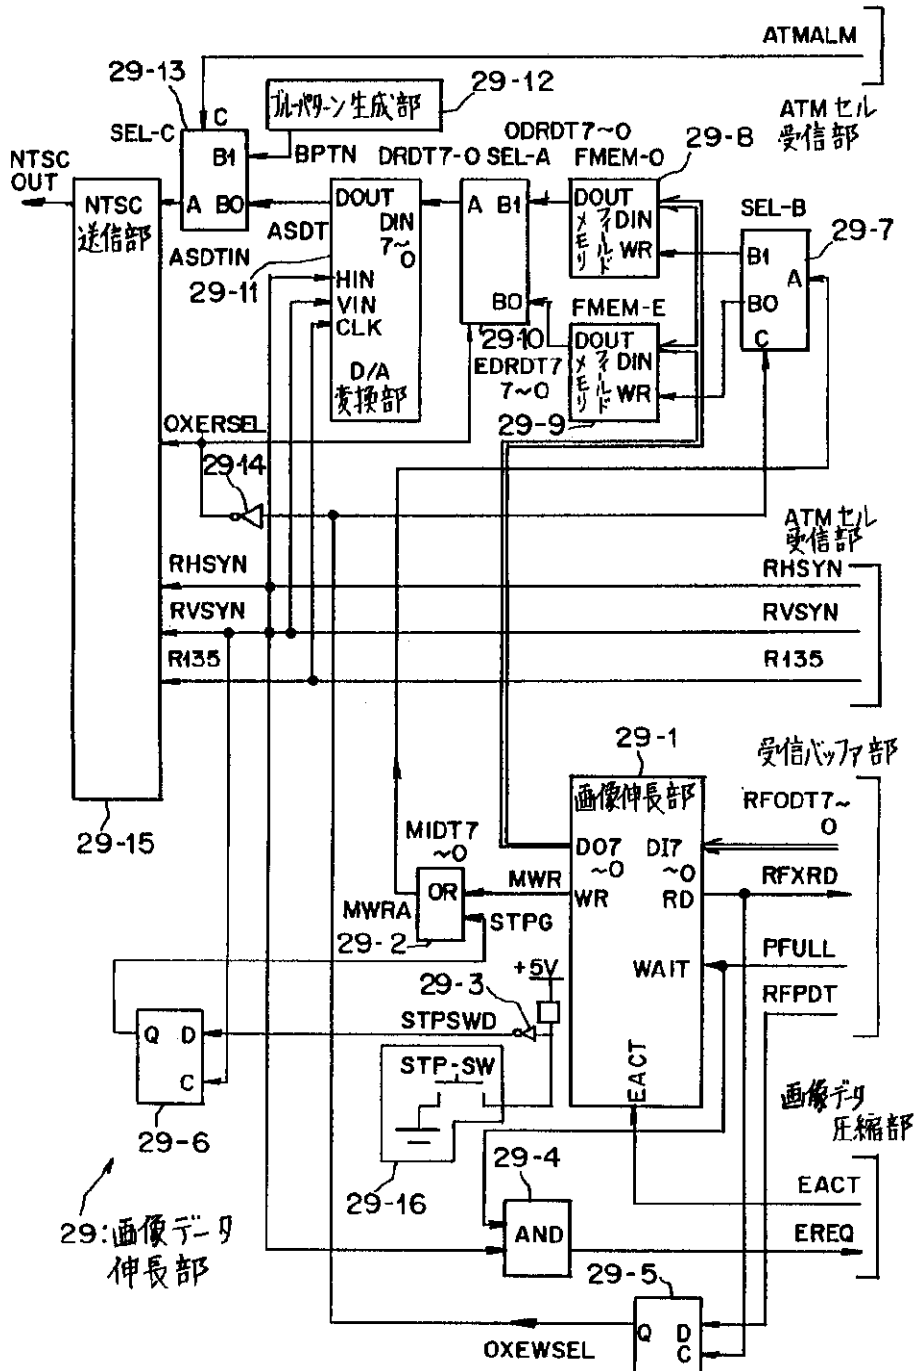 ATMALM
29-13
29-12
ブルーパターン生成部
ATMセル
受信部
C
SEL-C
B1
BPTN
DRDT7-0
SEL-A
ODRDT7~0
FMEM-O
29-8
NTSC
OUT
NTSC
送信部
A
B0
DOUT
DIN
7~0
A
B1
DOUT
DIN
フィールド
メモリ
WR
SEL-B
29-7
B1
A
B0
C
ASDT
ASDTIN
29-11
HIN
VIN
CLK
B0
29-10
FMEM-E
DOUT
DIN
フィールド
メモリ
WR
D/A
変換部
EDRDT7
7~0
29-9
OXERSEL
29-14
ATMセル
受信部
RHSYN
RHSYN
RVSYN
RVSYN
R135
R135
29-1
受信バッファ部
画像伸長部
RFODT7~
0
29-15
MIDT7
~0
DO7
~0
DI7
~0
OR
MWR
WR
RD
RFXRD
MWRA
STPG
29-2
+5V
WAIT
PFULL
29-3
RFPDT
Q
D
STPSWD
C
STP-SW
EACT
29-6
画像データ
圧縮部
29-16
29-4
EACT
29:画像データ
伸長部
AND
EREQ
29-5
Q
D
C
OXEWSEL